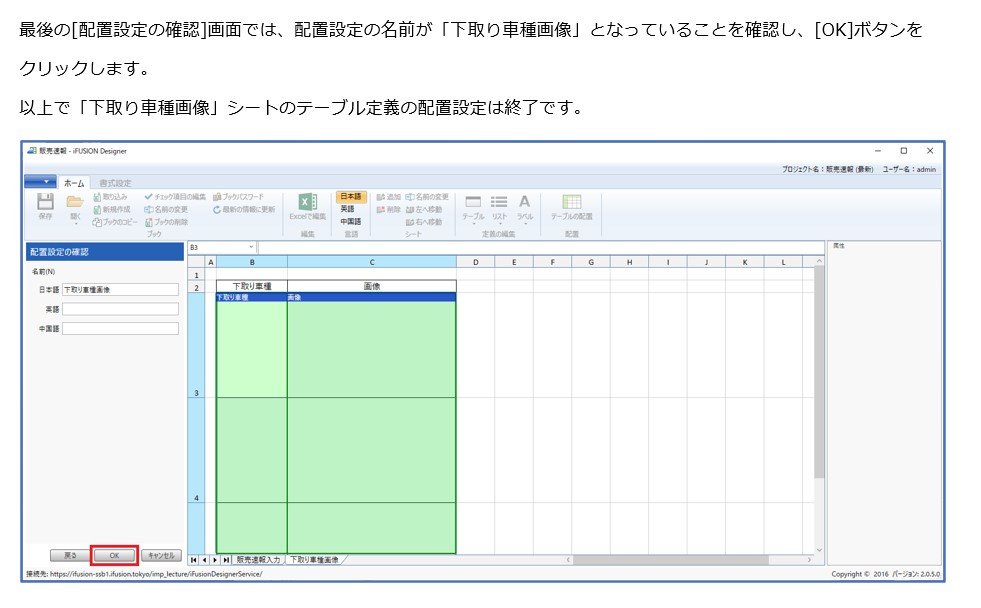 最後の[配置設定の確認]画面では、配置設定の名前が「下取り車種画像」となっていることを確認し、[OK]ボタンを
クリックします。
以上で「下取り車種画像」シートのテーブル定義の配置設定は終了です。
販売速報 - iFUSION Designer
プロジェクト名：販売速報 (最新) ユーザー名：admin
ホーム 書式設定
保存 開く 取り込み 新規作成 ブックのコピー チェック項目の編集 名前の変更 ブックの削除 ブックパスワード 最新の情報に更新
ブック
Excelで編集
編集
日本語
英語
中国語
言語
追加 名前の変更
削除 左へ移動
右へ移動
シート
テーブル リスト ラベル
定義の編集
テーブルの配置
配置
配置設定の確認
名前(N)
日本語 下取り車種画像
英語
中国語
B3
属性
A B C D E F G H I J K L
1
2 下取り車種 画像
下取り車種 画像
3
4
戻る OK キャンセル
販売速報入力 下取り車種画像
接続先: https://ifusion-ssb1.ifusion.tokyo/imp_lecture/iFusionDesignerService/
Copyright © 2016 バージョン: 2.0.5.0